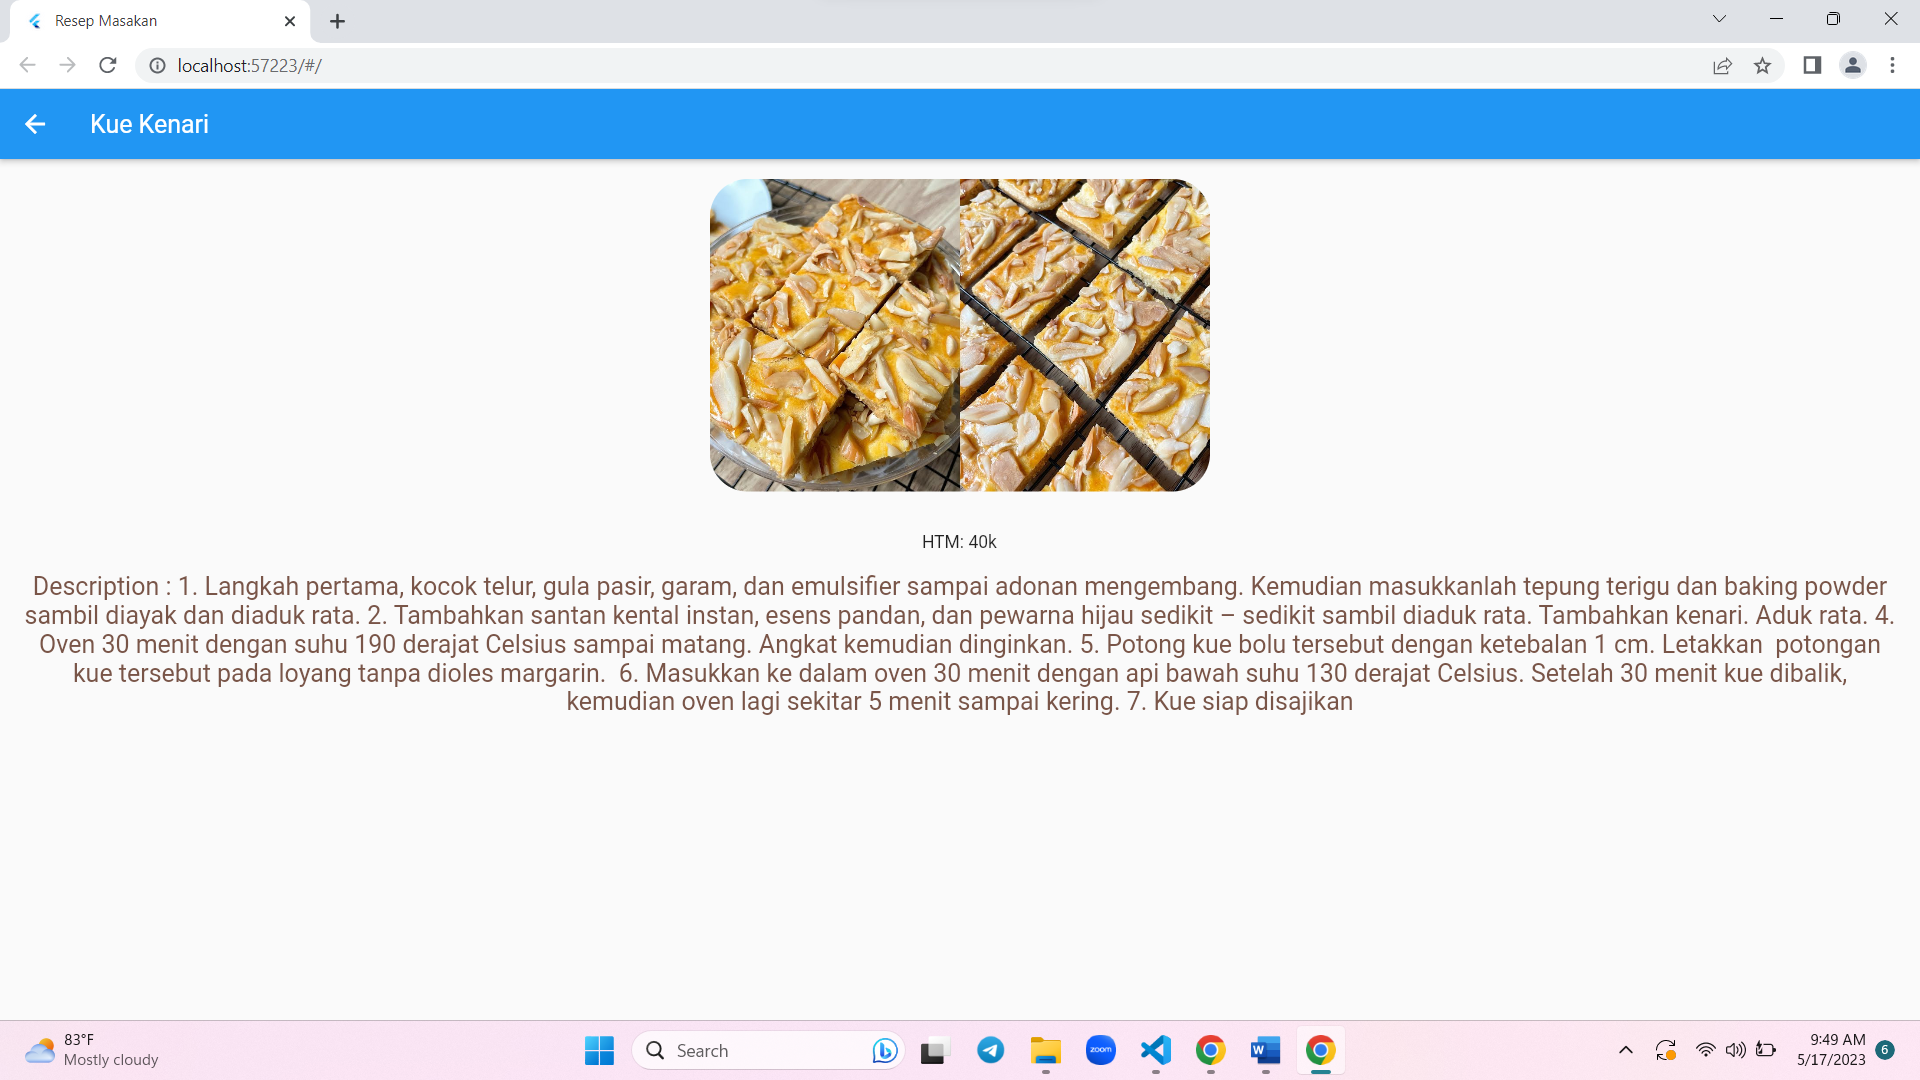 Resep Masakan
localhost:57223/#/
Kue Kenari
HTM: 40k
Description : 1. Langkah pertama, kocok telur, gula pasir, garam, dan emulsifier sampai adonan mengembang. Kemudian masukkanlah tepung terigu dan baking powder
sambil diayak dan diaduk rata. 2. Tambahkan santan kental instan, esens pandan, dan pewarna hijau sedikit – sedikit sambil diaduk rata. Tambahkan kenari. Aduk rata. 4.
Oven 30 menit dengan suhu 190 derajat Celsius sampai matang. Angkat kemudian dinginkan. 5. Potong kue bolu tersebut dengan ketebalan 1 cm. Letakkan  potongan
kue tersebut pada loyang tanpa dioles margarin.  6. Masukkan ke dalam oven 30 menit dengan api bawah suhu 130 derajat Celsius. Setelah 30 menit kue dibalik,
kemudian oven lagi sekitar 5 menit sampai kering. 7. Kue siap disajikan
83°F
Mostly cloudy
Search
zoom
W
9:49 AM
5/17/2023
6